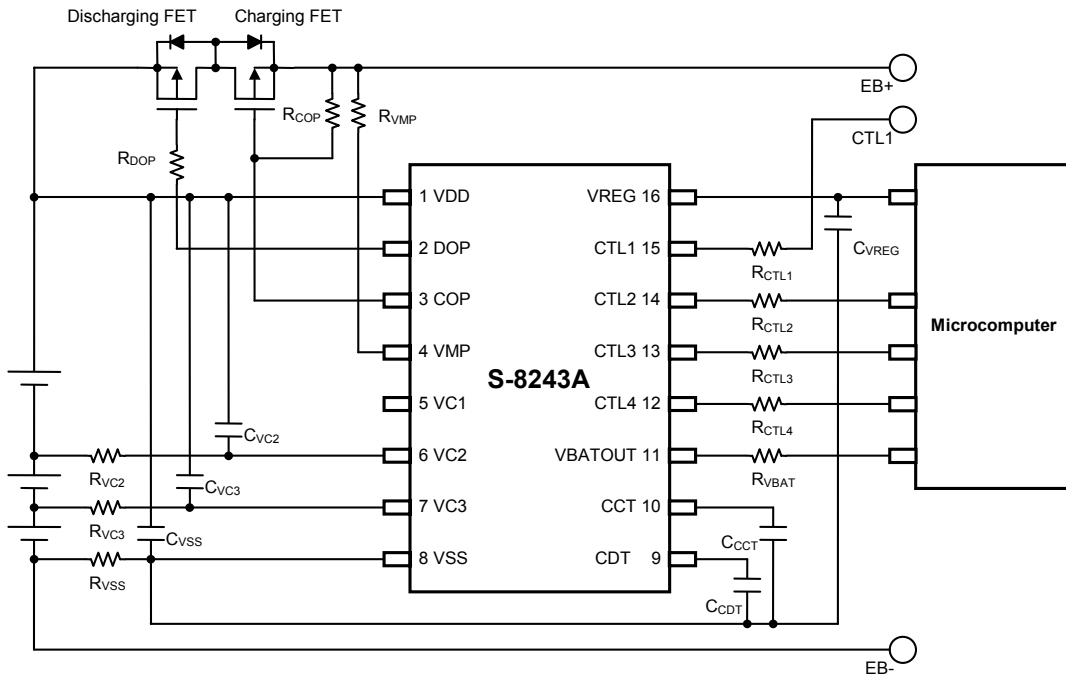 Discharging FET
Charging FET
EB+
RCOP
RVMP
CTL1
RDOP
1 VDD
VREG 16
2 DOP
CTL1 15
RCTL1
CVREG
3 COP
CTL2 14
RCTL2
Microcomputer
4 VMP
CTL3 13
RCTL3
S-8243A
5 VC1
CTL4 12
RCTL4
CVC2
6 VC2
VBATOUT 11
RVBAT
RVC2
CVC3
7 VC3
CCT 10
RVC3
CVSS
CCCT
8 VSS
CDT 9
RVSS
CCDT
EB-